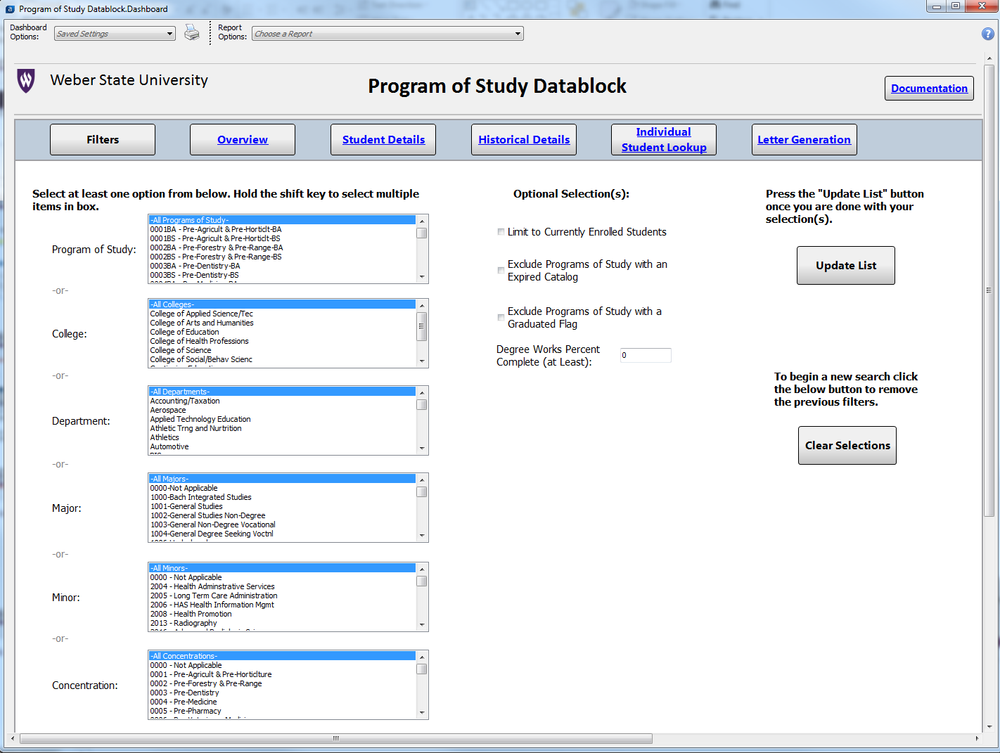 Program of Study Datablock.Dashboard
Dashboard
Options:
Saved Settings
Report
Options:
Choose a Report
Weber State University
Program of Study Datablock
Documentation
Filters
Overview
Student Details
Historical Details
Individual
Student Lookup
Letter Generation
Select at least one option from below. Hold the shift key to select multiple
items in box.
Program of Study:
-All Programs of Study-
0001BA - Pre-Agricult & Pre-Horticlt-BA
0001BS - Pre-Agricult & Pre-Horticlt-BS
0002BA - Pre-Forestry & Pre-Range-BA
0002BS - Pre-Forestry & Pre-Range-BS
0003BA - Pre-Dentistry-BA
0003BS - Pre-Dentistry-BS
-or-
College:
-All Colleges-
College of Applied Science/Tec
College of Arts and Humanities
College of Education
College of Health Professions
College of Science
College of Social/Behav Scienc
-or-
Department:
-All Departments-
Accounting/Taxation
Aerospace
Applied Technology Education
Athletic Trng and Nurtrition
Athletics
Automotive
-or-
Major:
-All Majors-
0000-Not Applicable
1000-Bach Integrated Studies
1001-General Studies
1002-General Studies Non-Degree
1003-General Non-Degree Vocational
1004-General Degree Seeking Voctnl
-or-
Minor:
-All Minors-
0000 - Not Applicable
2004 - Health Adminstrative Services
2005 - Long Term Care Administration
2006 - HAS Health Information Mgmt
2008 - Health Promotion
2013 - Radiography
-or-
Concentration:
-All Concentrations-
0000 - Not Applicable
0001 - Pre-Agricult & Pre-Horticlture
0002 - Pre-Forestry & Pre-Range
0003 - Pre-Dentistry
0004 - Pre-Medicine
0005 - Pre-Pharmacy
Optional Selection(s):
Limit to Currently Enrolled Students
Exclude Programs of Study with an
Expired Catalog
Exclude Programs of Study with a
Graduated Flag
Degree Works Percent
Complete (at Least):
0
Press the "Update List" button
once you are done with your
selection(s).
Update List
To begin a new search click
the below button to remove
the previous filters.
Clear Selections